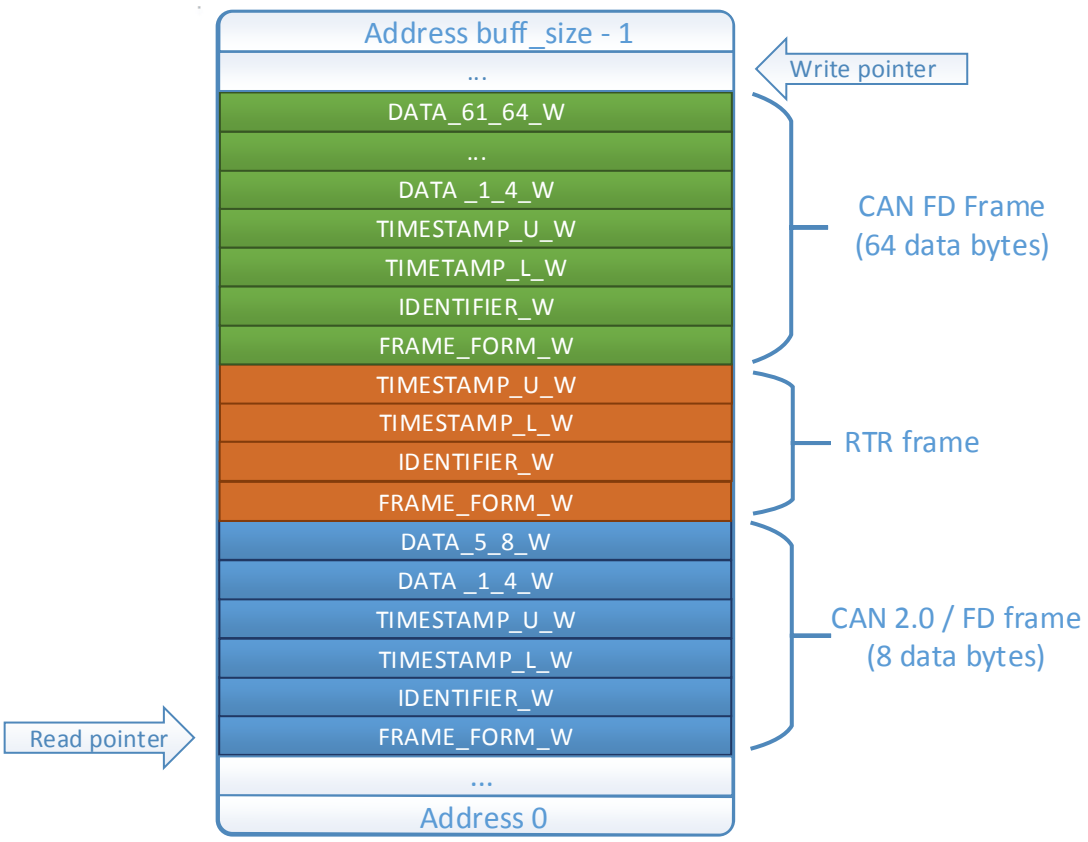 Address buff_size - 1
...
Write pointer
DATA_61_64_W
...
DATA _1_4_W
TIMESTAMP_U_W
TIMETAMP_L_W
IDENTIFIER_W
FRAME_FORM_W
CAN FD Frame
(64 data bytes)
TIMESTAMP_U_W
TIMESTAMP_L_W
IDENTIFIER_W
FRAME_FORM_W
RTR frame
DATA_5_8_W
DATA _1_4_W
TIMESTAMP_U_W
TIMESTAMP_L_W
IDENTIFIER_W
FRAME_FORM_W
CAN 2.0 / FD frame
(8 data bytes)
Read pointer
...
Address 0